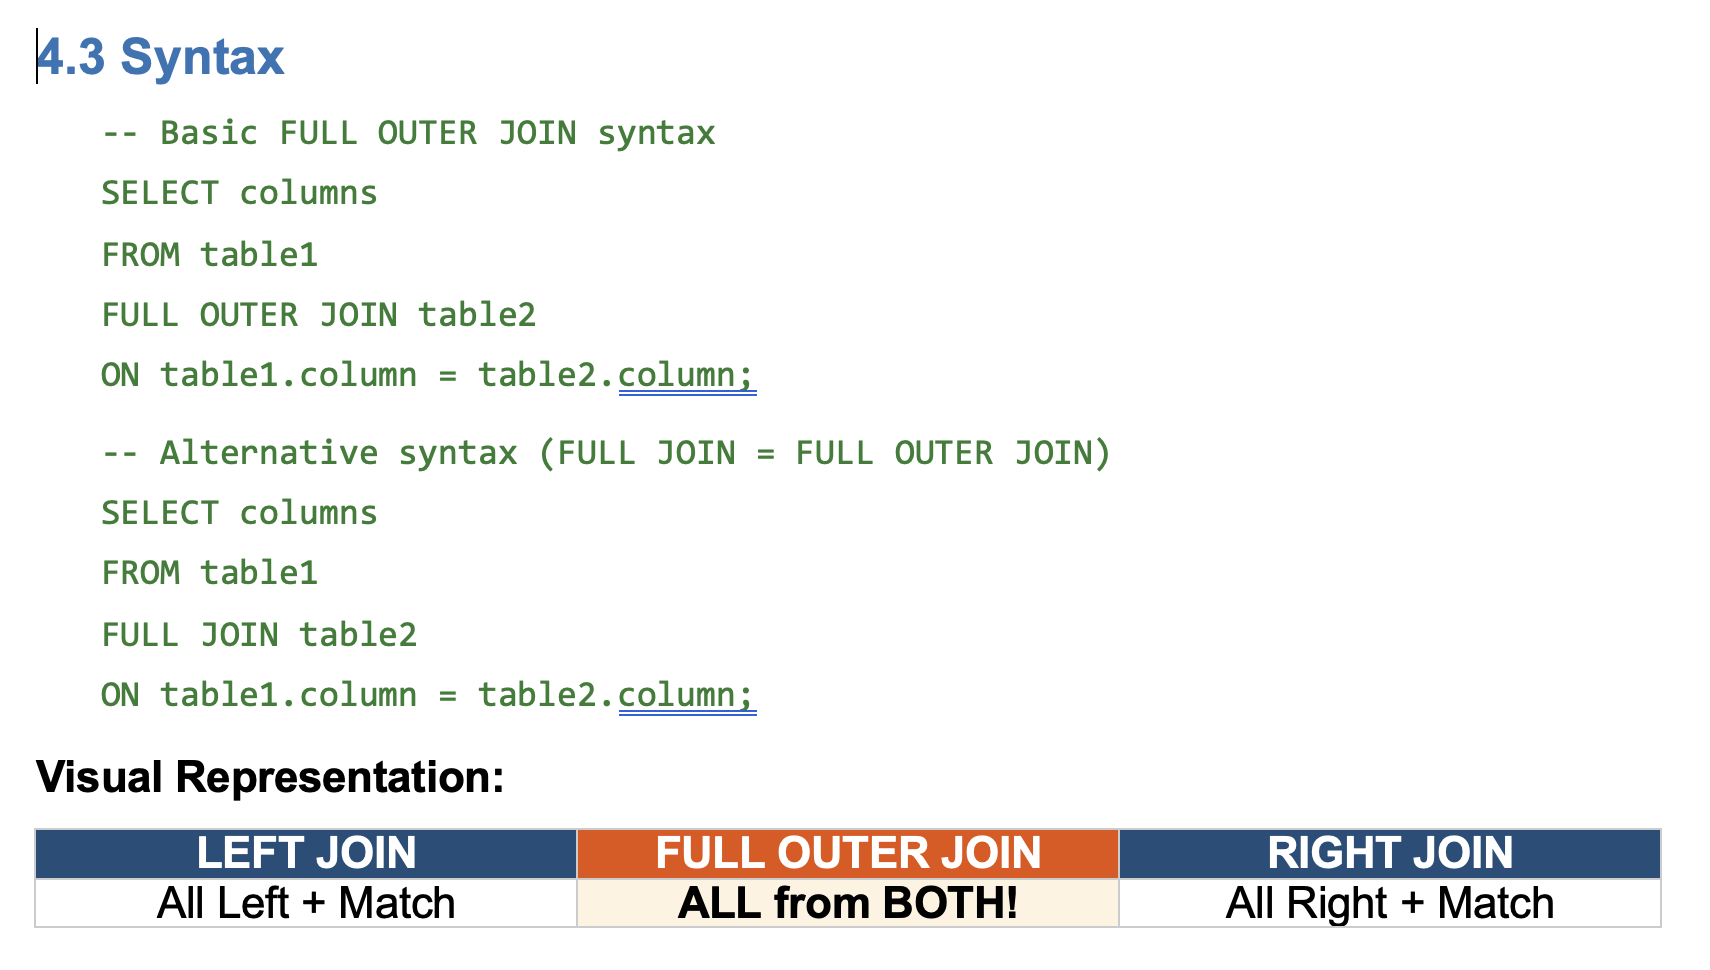 4.3 Syntax
-- Basic FULL OUTER JOIN syntax
SELECT columns
FROM table1
FULL OUTER JOIN table2
ON table1.column = table2.column;
-- Alternative syntax (FULL JOIN = FULL OUTER JOIN)
SELECT columns
FROM table1
FULL JOIN table2
ON table1.column = table2.column;
Visual Representation:
LEFT JOIN FULL OUTER JOIN RIGHT JOIN
All Left + Match ALL from BOTH! All Right + Match